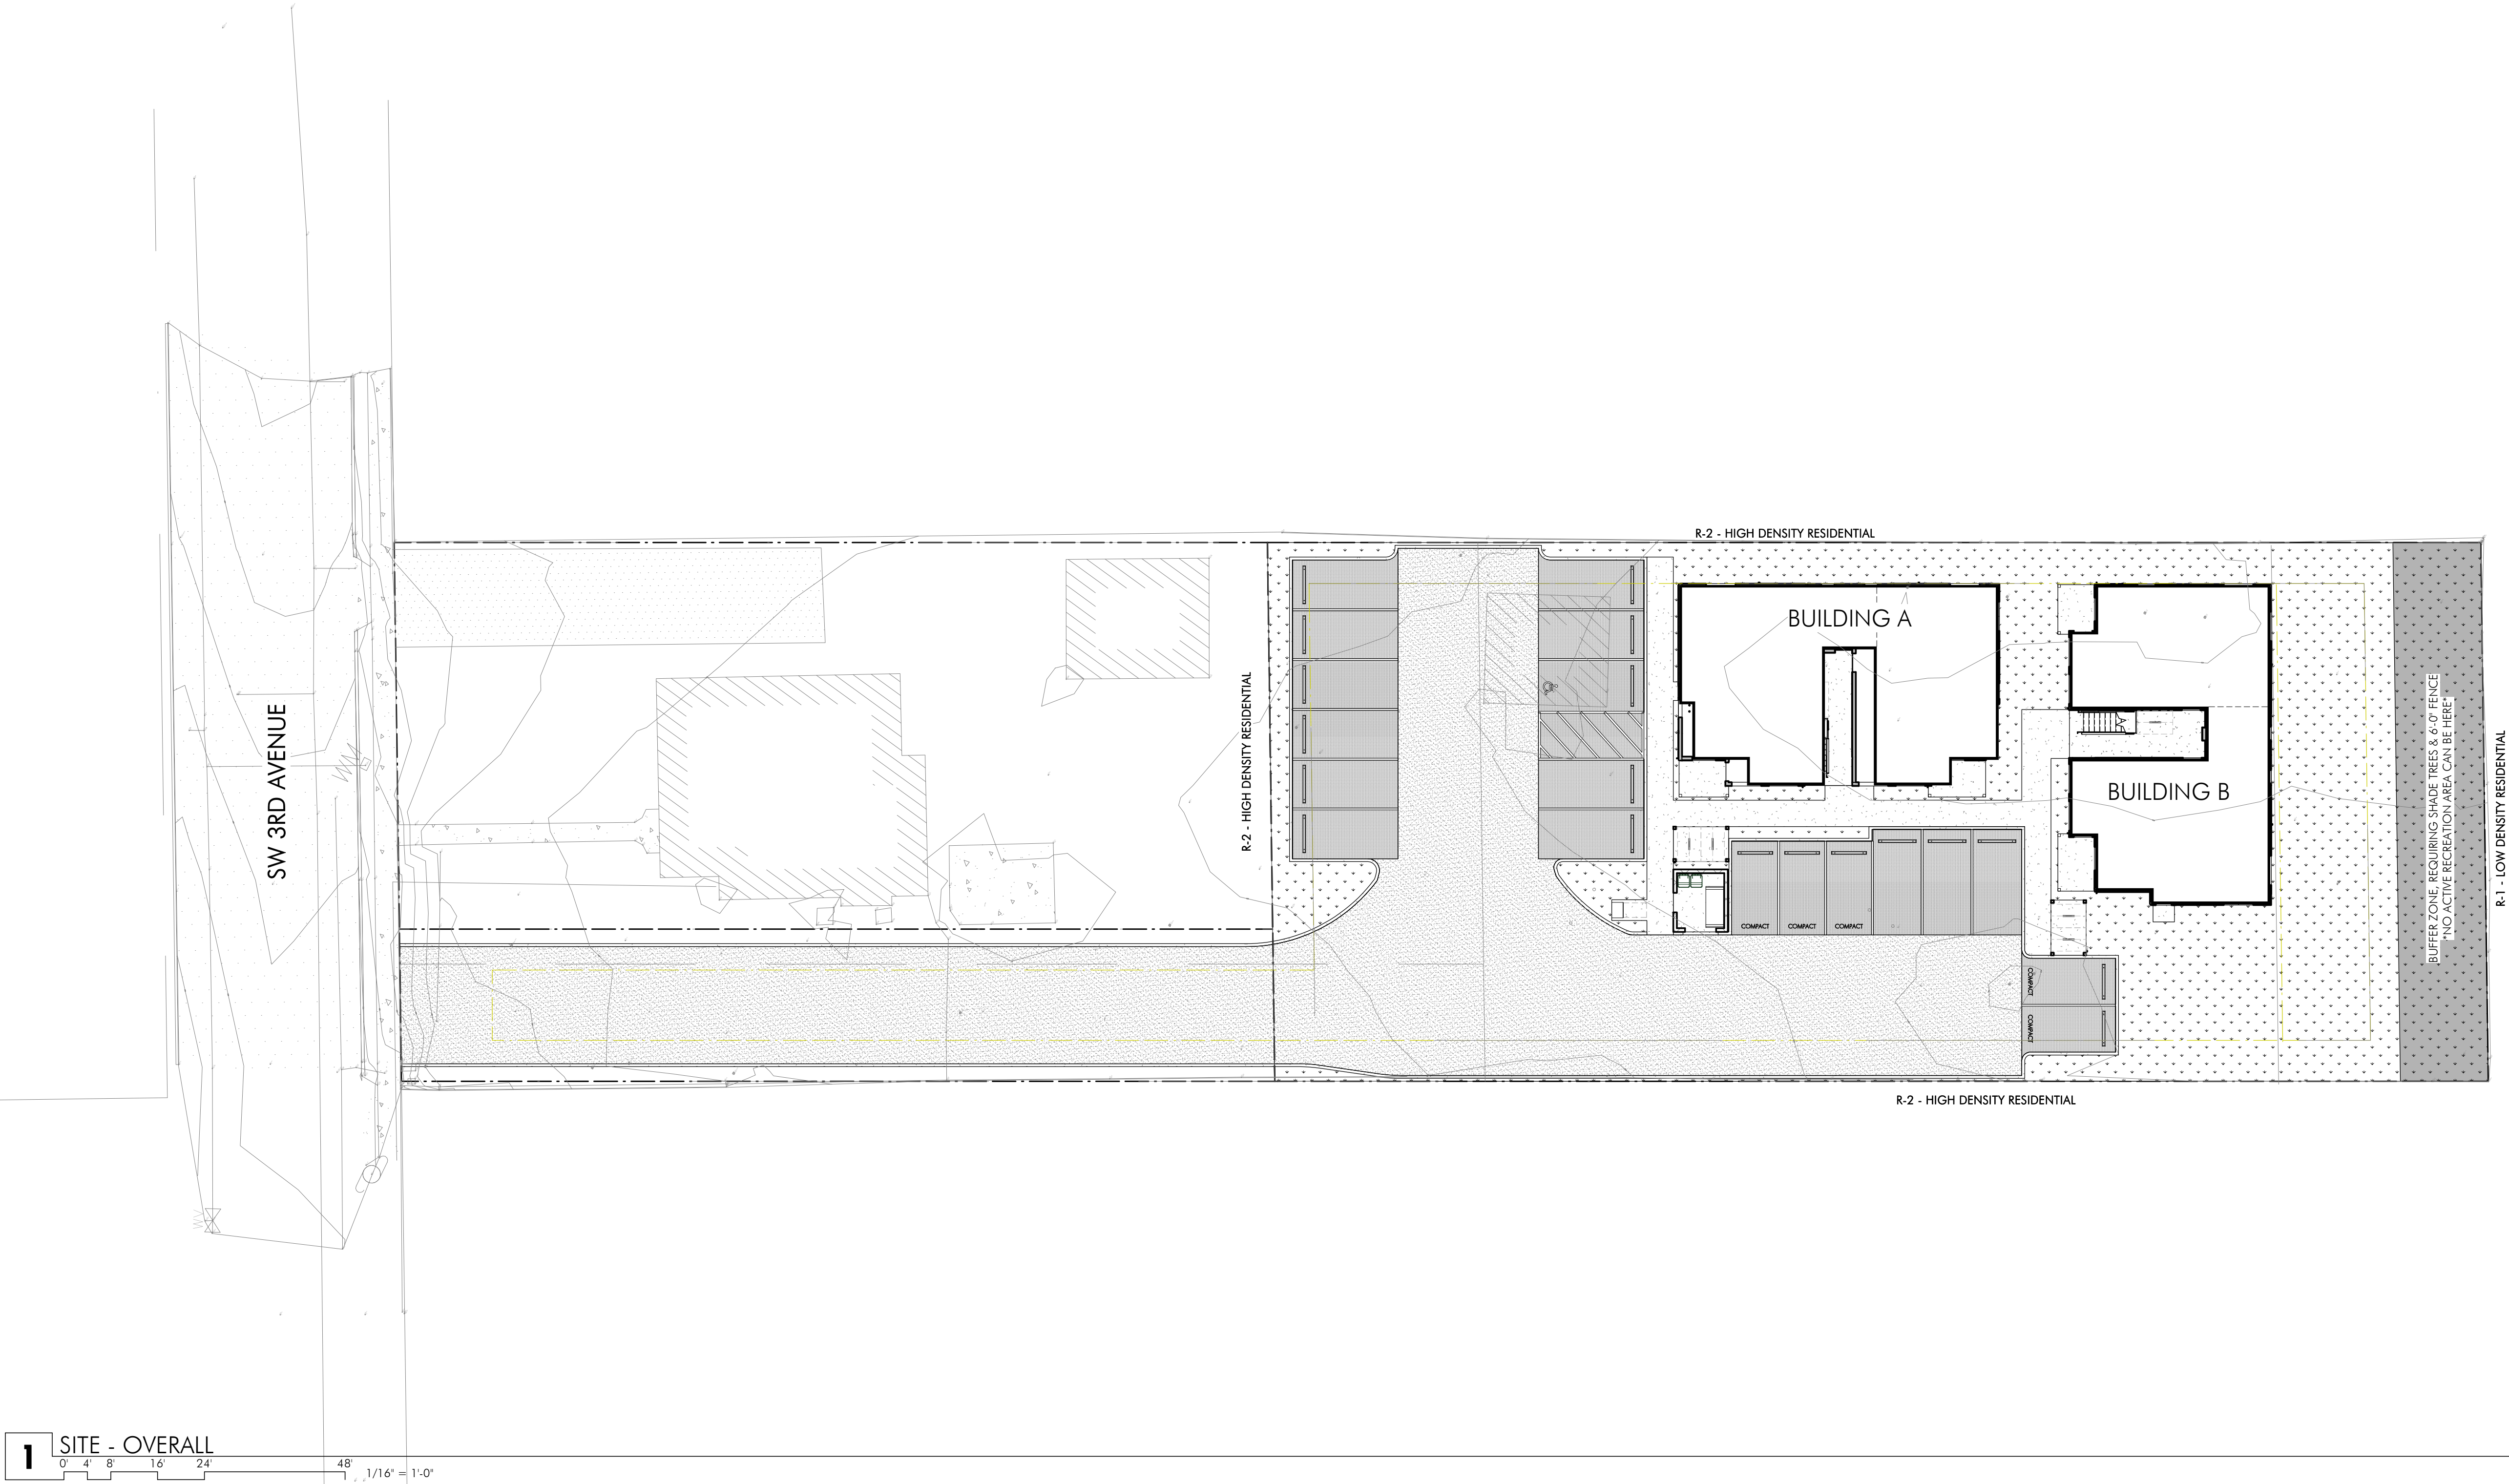 R-2 - HIGH DENSITY RESIDENTIAL
BUILDING A
R-2 - HIGH DENSITY RESIDENTIAL
SW 3RD AVENUE
BUILDING B
BUFFER ZONE, REQUIRING SHADE TREES & 6'-0" FENCE
*NO ACTIVE RECREATION AREA CAN BE HERE*
R-1 - LOW DENSITY RESIDENTIAL
COMPACT
COMPACT
COMPACT
COMPACT
COMPACT
R-2 - HIGH DENSITY RESIDENTIAL
1
SITE - OVERALL
0' 4' 8' 16' 24' 48'
1/16" = 1'-0"